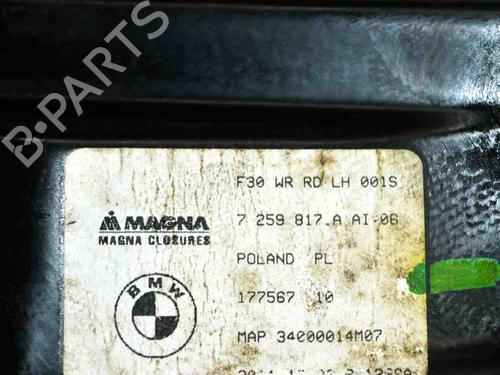 B-PARTS
F30 WR RD LH 001S
MAGNA
7 259 817.A AI-06
MAGNA CLOSURES
POLAND PL
BMW
177567 10
MAP 34000014M07